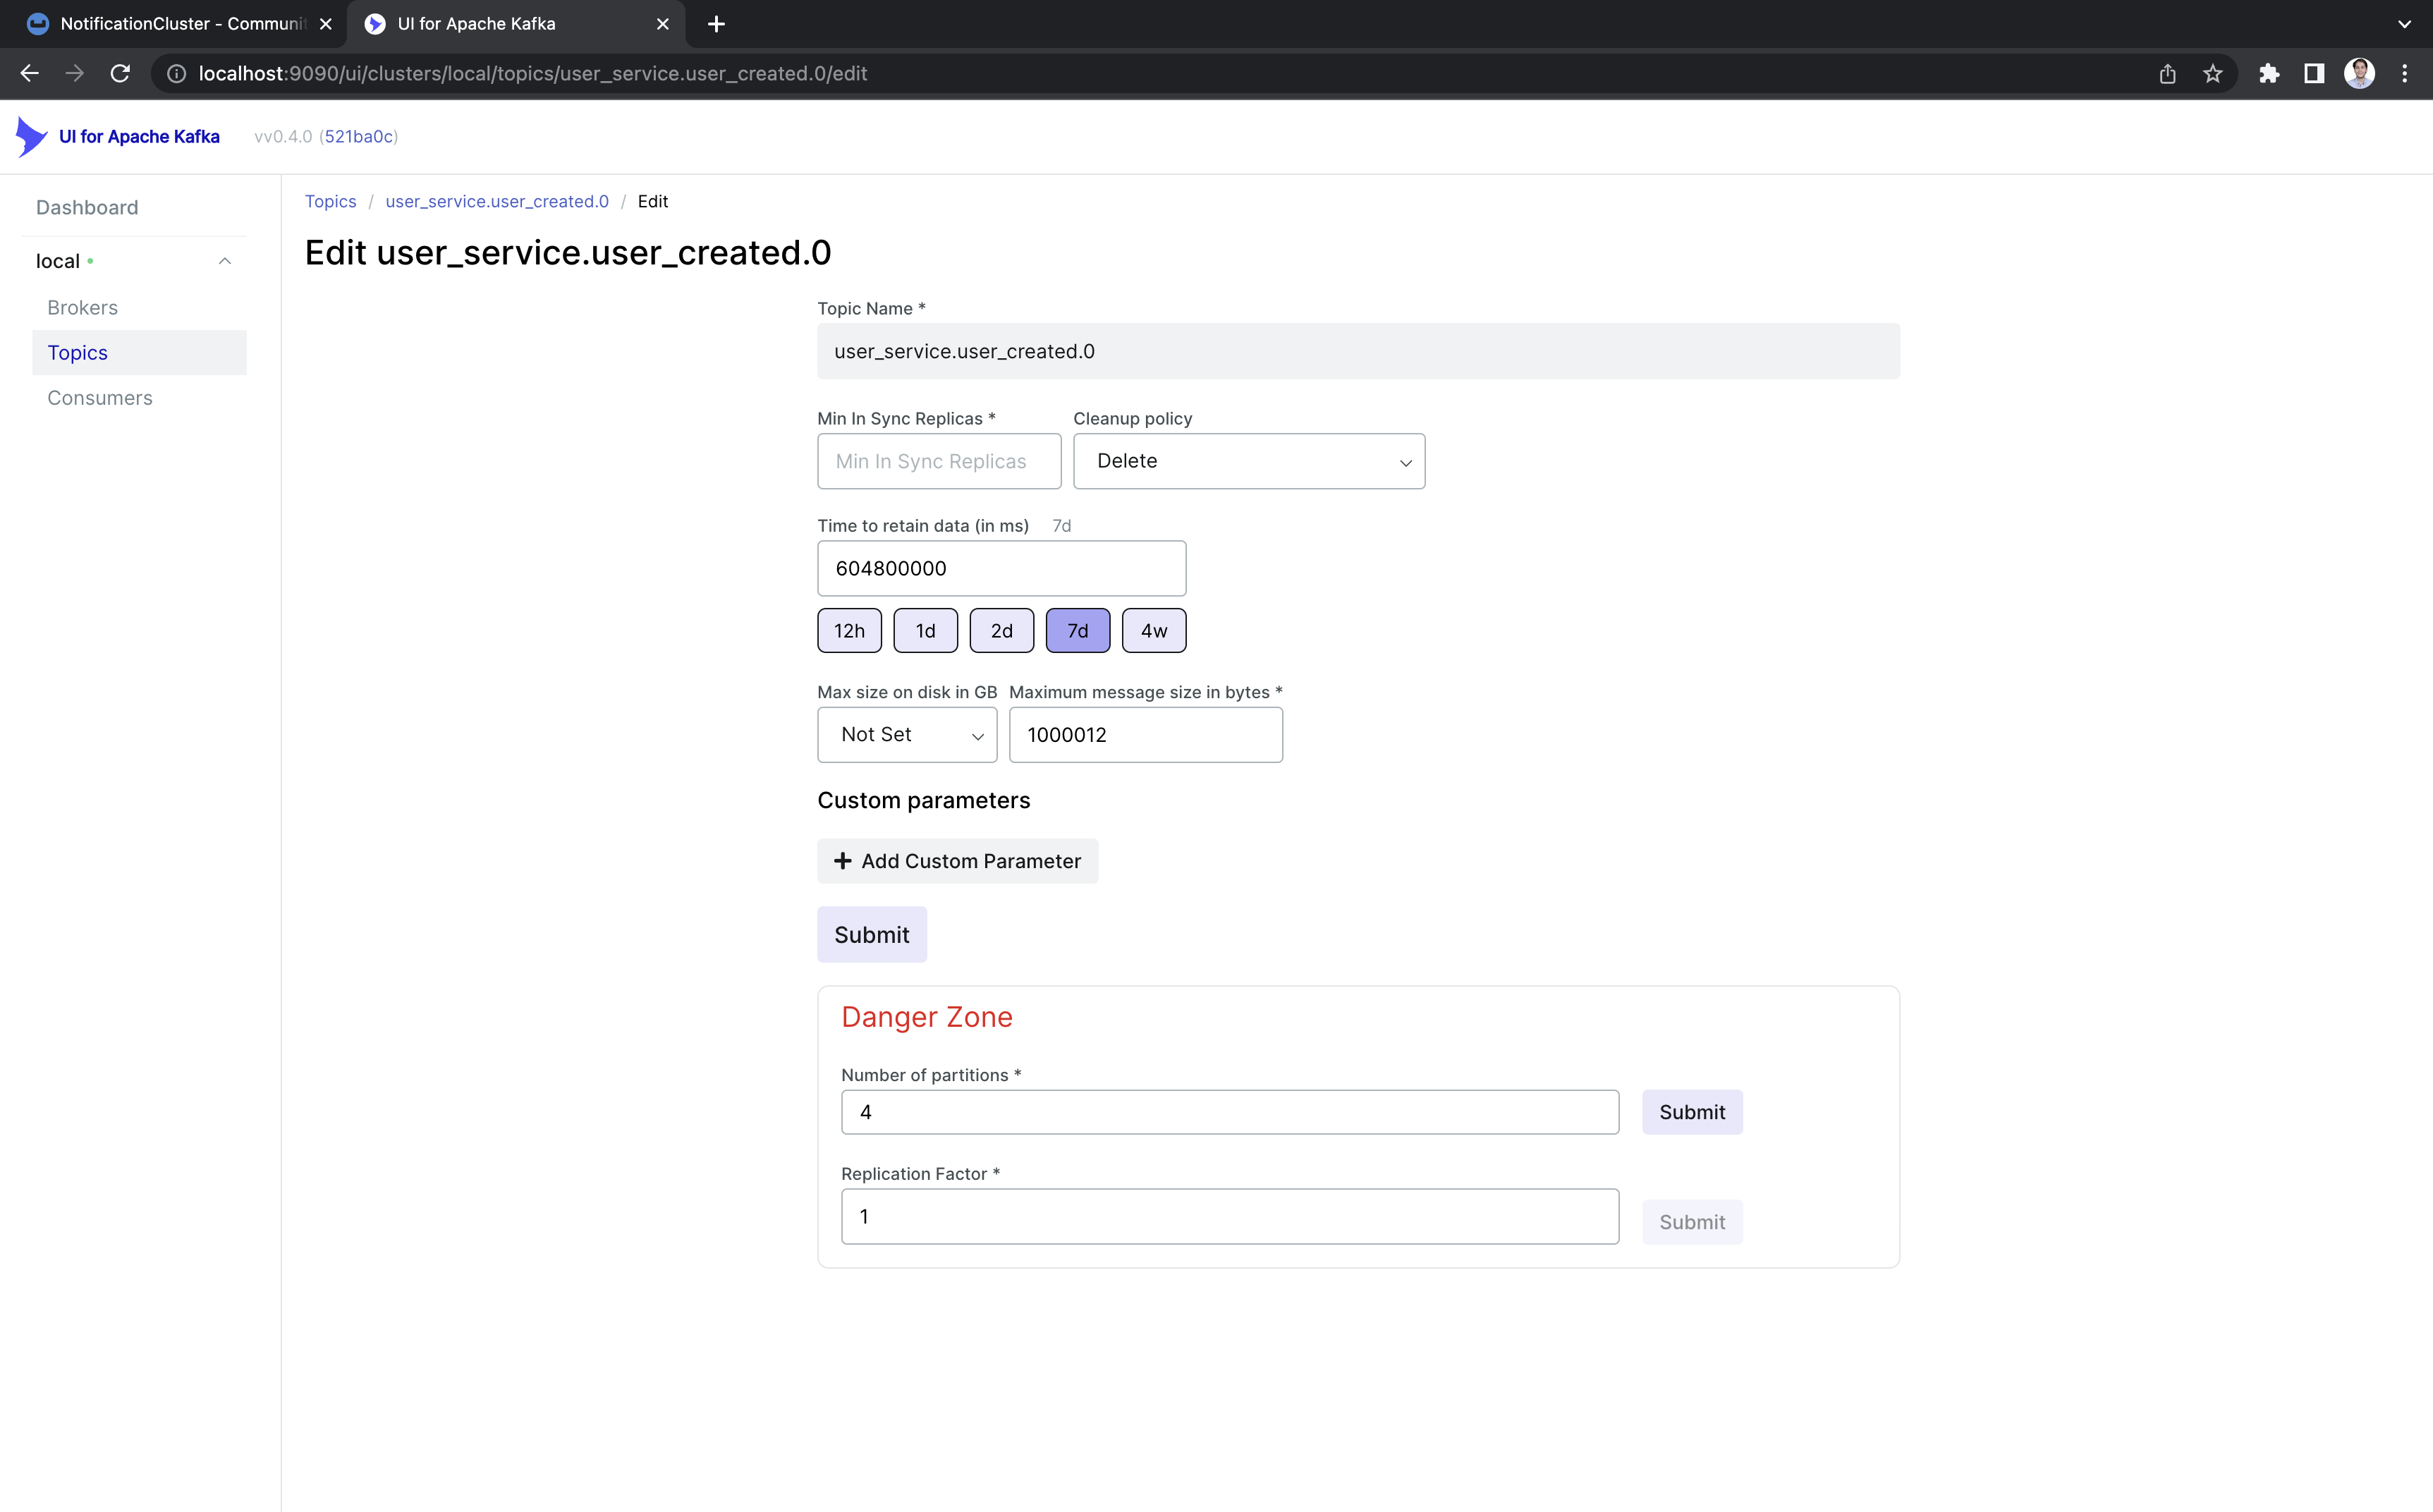 NotificationCluster - Communi
UI for Apache Kafka
localhost:9090/ui/clusters/local/topics/user_service.user_created.0/edit
UI for Apache Kafka
vv0.4.0 (521ba0c)
Dashboard
local
Brokers
Topics
Consumers
Topics / user_service.user_created.0 / Edit
Edit user_service.user_created.0
Topic Name *
user_service.user_created.0
Min In Sync Replicas * Cleanup policy
Min In Sync Replicas Delete
Time to retain data (in ms) 7d
604800000
12h 1d 2d 7d 4w
Max size on disk in GB Maximum message size in bytes *
Not Set 1000012
Custom parameters
Add Custom Parameter
Submit
Danger Zone
Number of partitions *
4 Submit
Replication Factor *
1 Submit